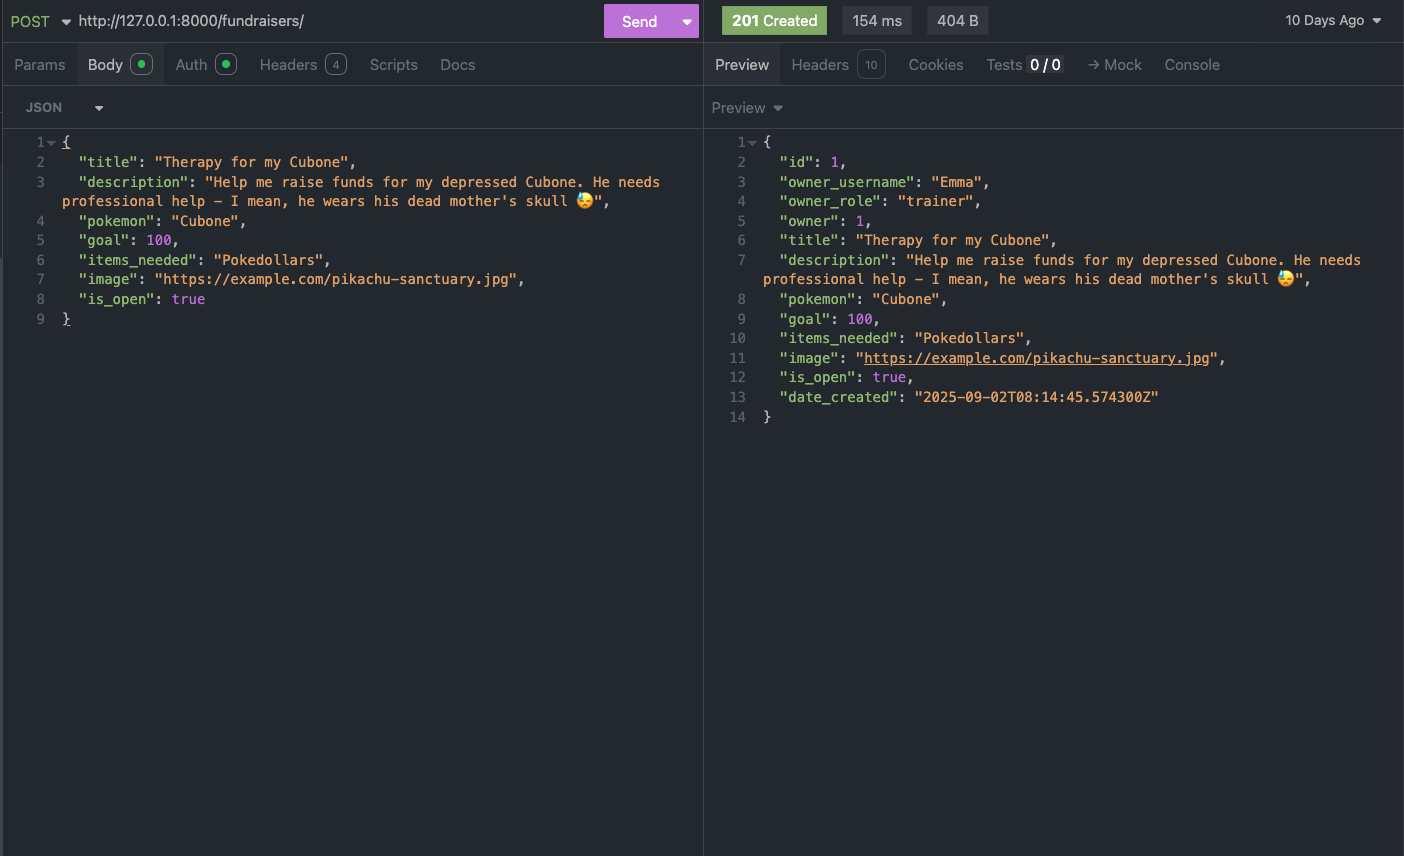 POST http://127.0.0.1:8000/fundraisers/ Send
Params Body Auth Headers 4 Scripts Docs
JSON
1 {
2 "title": "Therapy for my Cubone",
3 "description": "Help me raise funds for my depressed Cubone. He needs
professional help - I mean, he wears his dead mother's skull 😓",
4 "pokemon": "Cubone",
5 "goal": 100,
6 "items_needed": "Pokedollars",
7 "image": "https://example.com/pikachu-sanctuary.jpg",
8 "is_open": true
9 }
201 Created 154 ms 404 B 10 Days Ago
Preview Headers 10 Cookies Tests 0 / 0 → Mock Console
Preview
1 {
2 "id": 1,
3 "owner_username": "Emma",
4 "owner_role": "trainer",
5 "owner": 1,
6 "title": "Therapy for my Cubone",
7 "description": "Help me raise funds for my depressed Cubone. He needs
professional help - I mean, he wears his dead mother's skull 😓",
8 "pokemon": "Cubone",
9 "goal": 100,
10 "items_needed": "Pokedollars",
11 "image": "https://example.com/pikachu-sanctuary.jpg",
12 "is_open": true,
13 "date_created": "2025-09-02T08:14:45.574300Z"
14 }